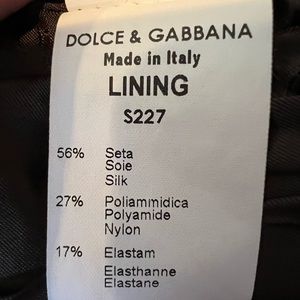 DOLCE & GABBANA
Made in Italy
LINING
S227
56% Seta
Soie
Silk
27% Poliammidica
Polyamide
Nylon
17% Elastam
Elasthanne
Elastane